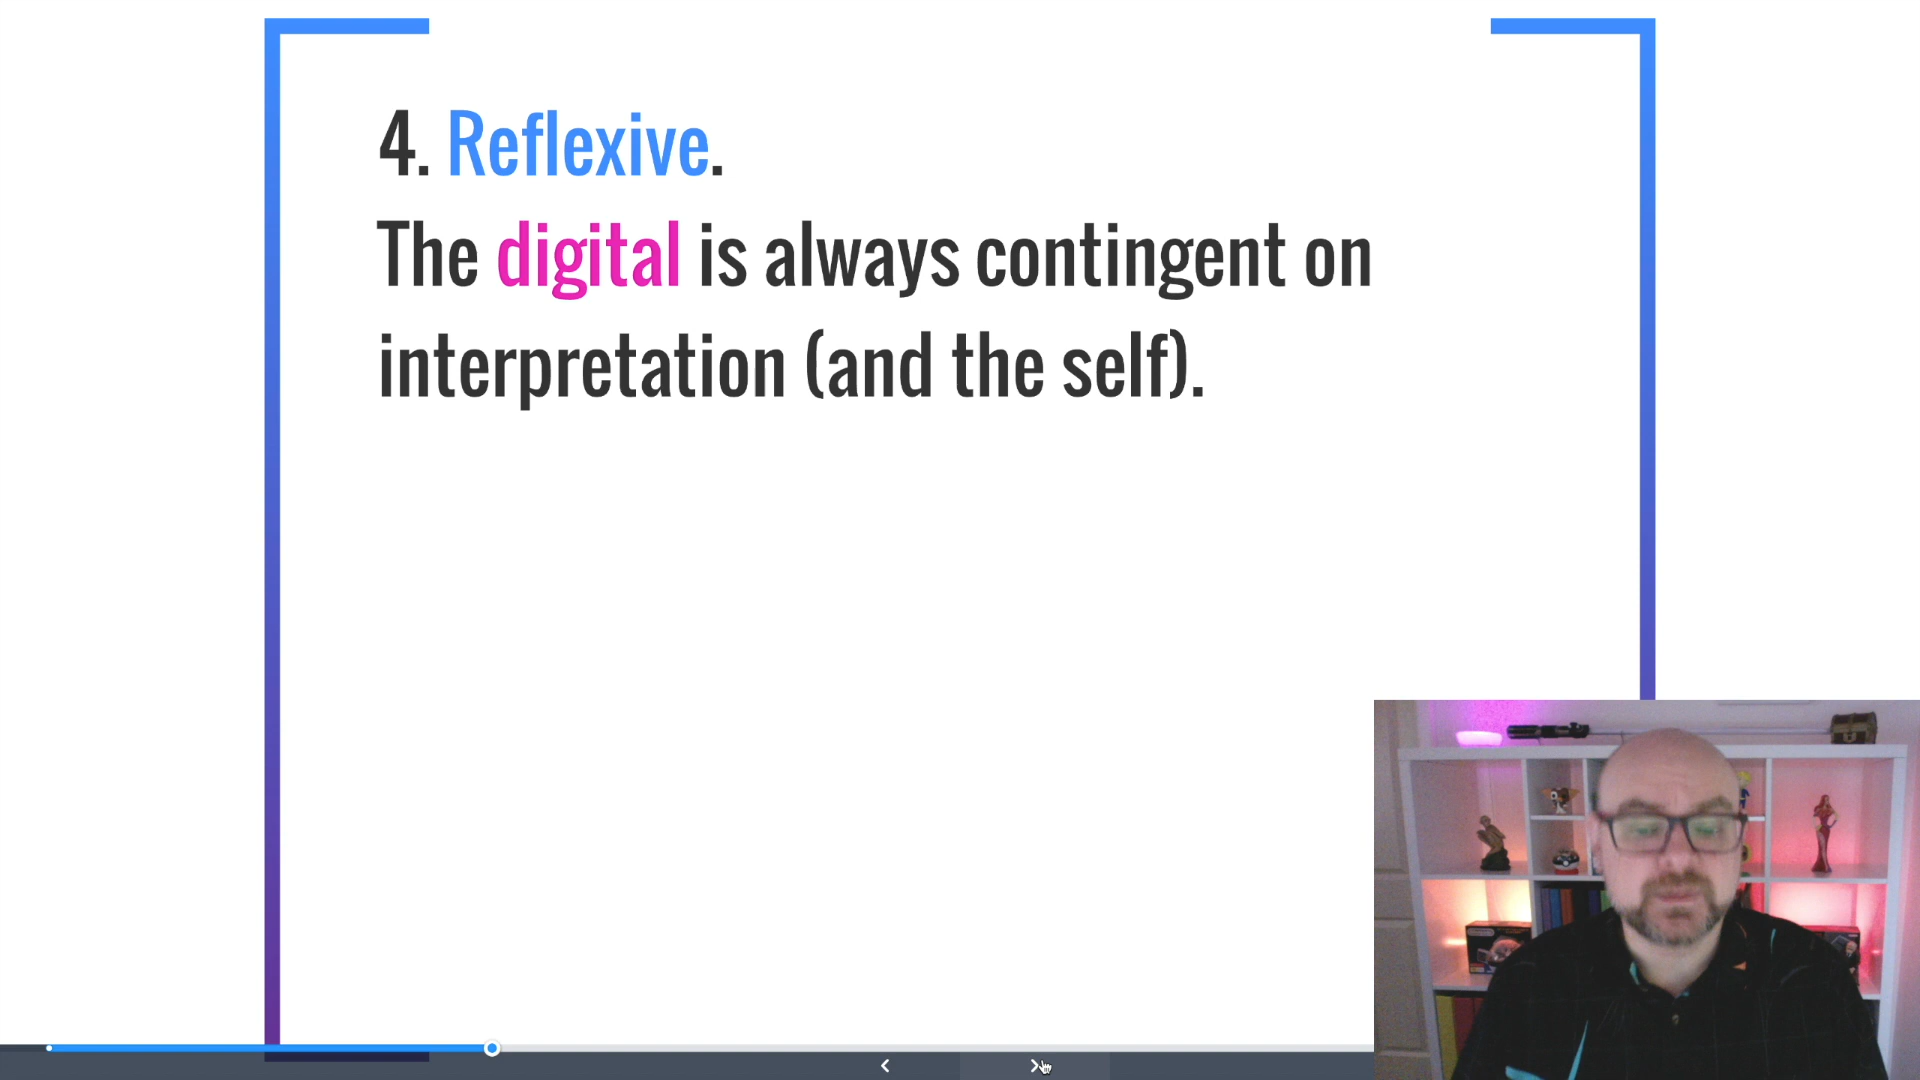 4. Reflexive.
The digital is always contingent on
interpretation (and the self).